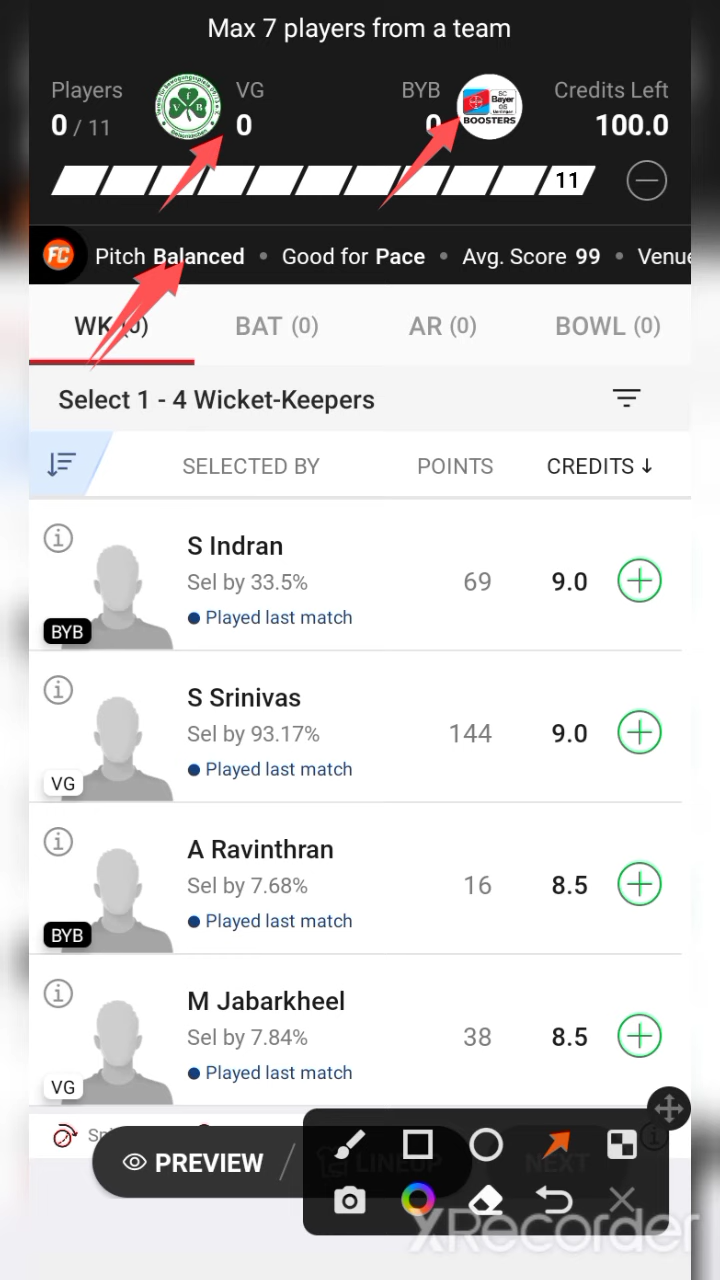 Max 7 players from a team
Players VG BYB Credits Left
0 / 11 0 0 100.0
BOOSTERS
11
FC Pitch Balanced • Good for Pace • Avg. Score 99 • Venue
WK (0) BAT (0) AR (0) BOWL (0)
Select 1 - 4 Wicket-Keepers
SELECTED BY POINTS CREDITS ↓
S Indran
Sel by 33.5% 69 9.0
Played last match
BYB
S Srinivas
Sel by 93.17% 144 9.0
Played last match
VG
A Ravinthran
Sel by 7.68% 16 8.5
Played last match
BYB
M Jabarkheel
Sel by 7.84% 38 8.5
Played last match
VG
PREVIEW LINEUP NEXT
XRecorder